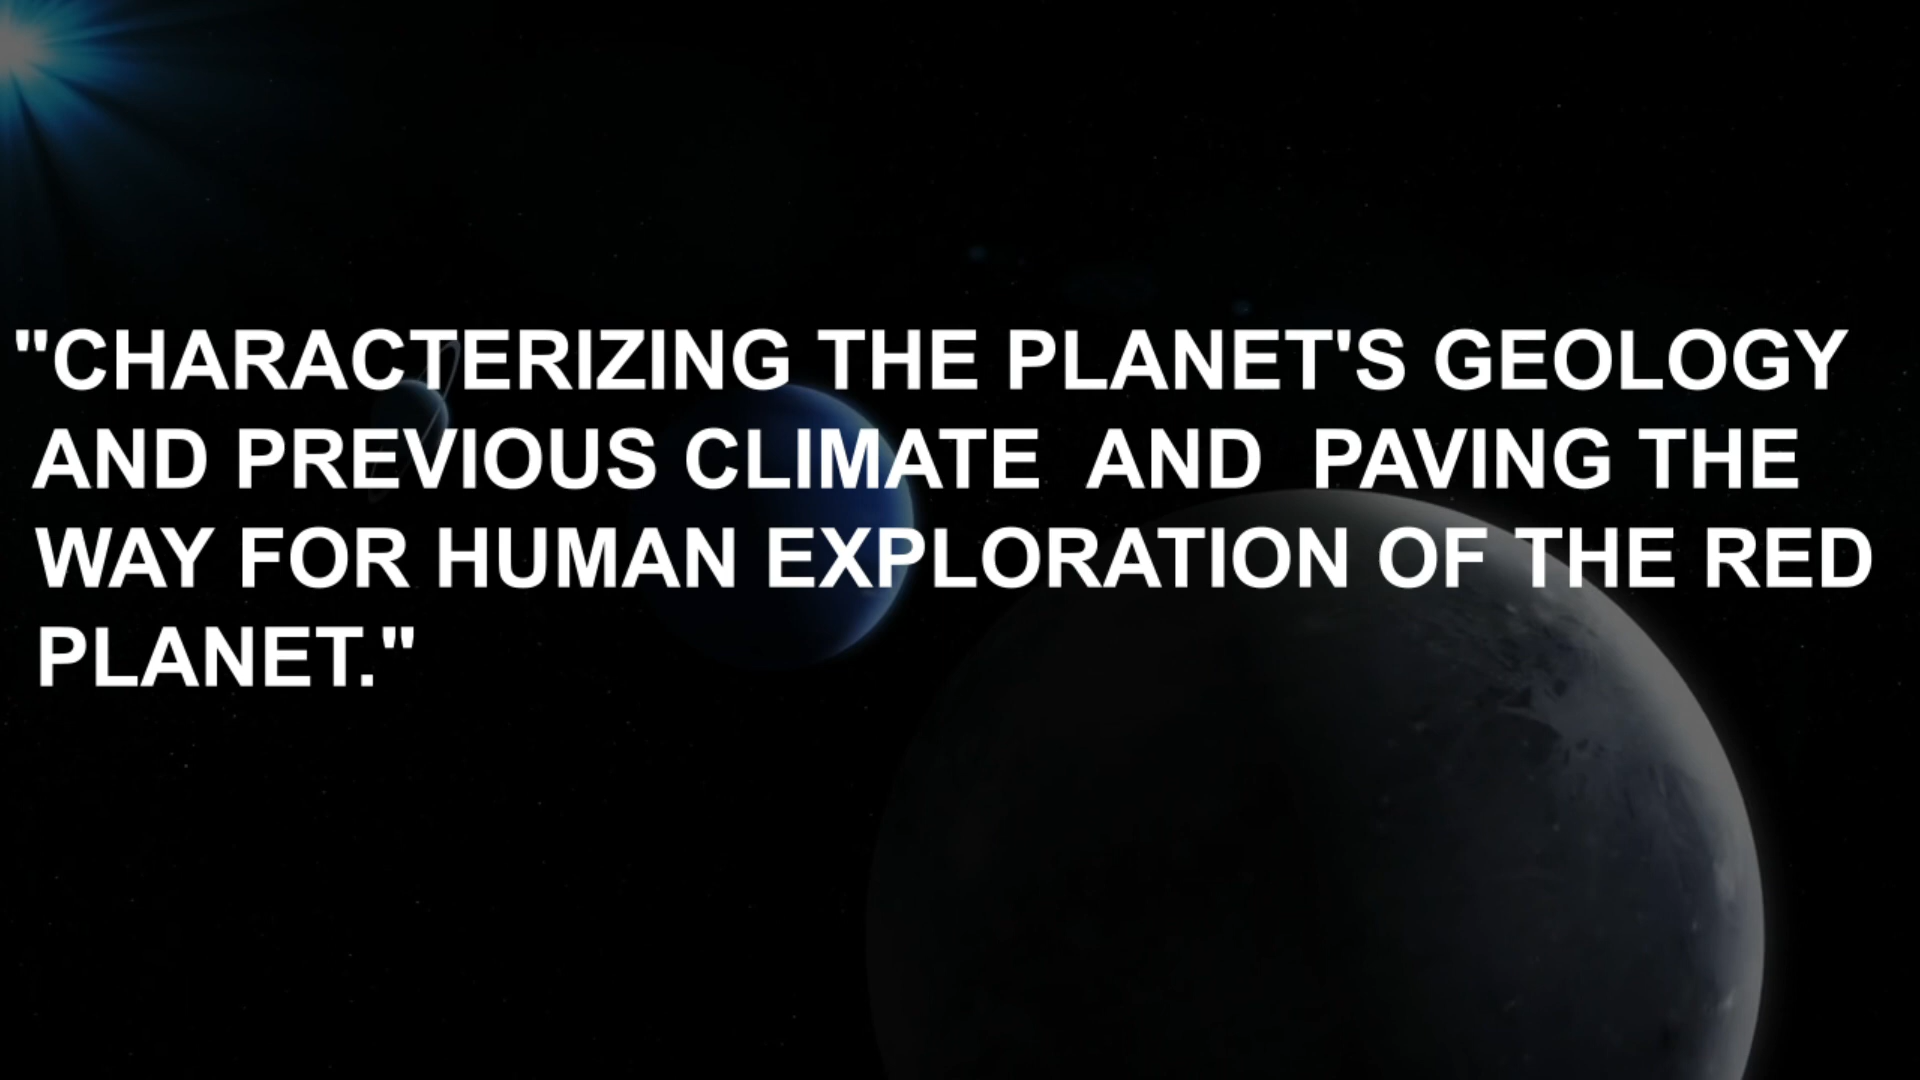 "CHARACTERIZING THE PLANET'S GEOLOGY
AND PREVIOUS CLIMATE  AND  PAVING THE
WAY FOR HUMAN EXPLORATION OF THE RED
PLANET."